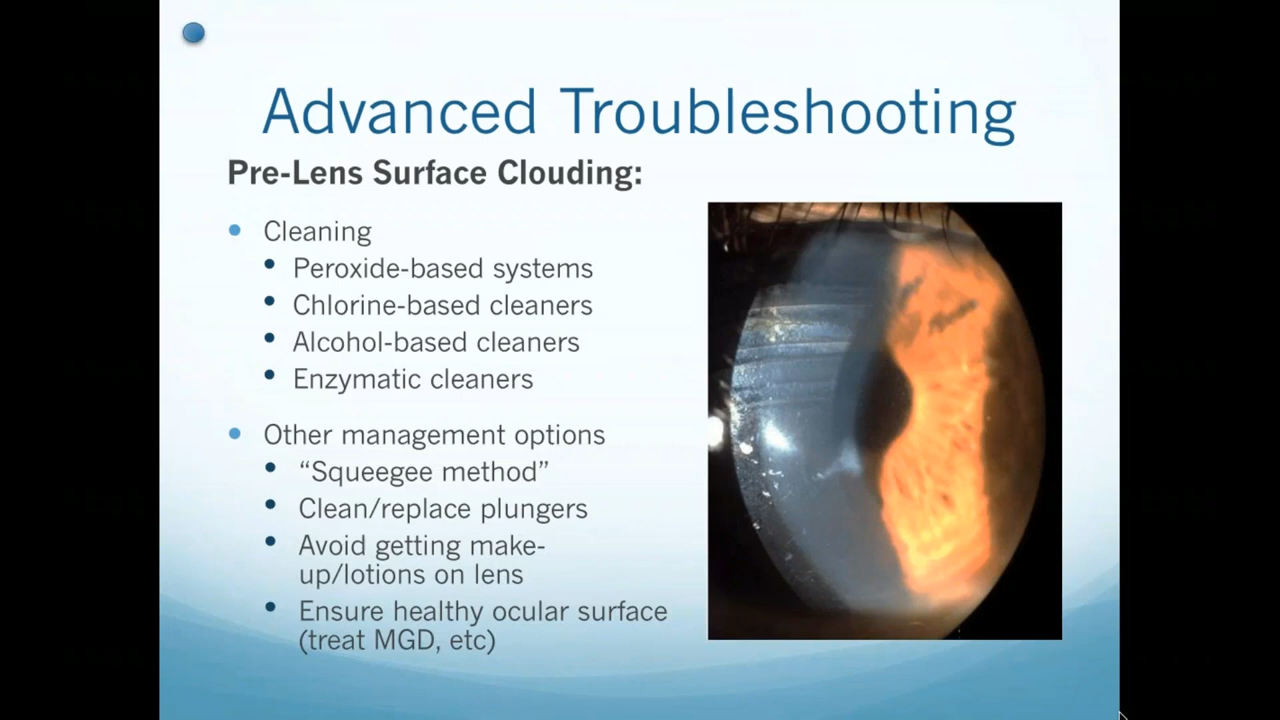 Advanced Troubleshooting
Pre-Lens Surface Clouding:
Cleaning
Peroxide-based systems
Chlorine-based cleaners
Alcohol-based cleaners
Enzymatic cleaners
Other management options
“Squeegee method”
Clean/replace plungers
Avoid getting make-
up/lotions on lens
Ensure healthy ocular surface
(treat MGD, etc)